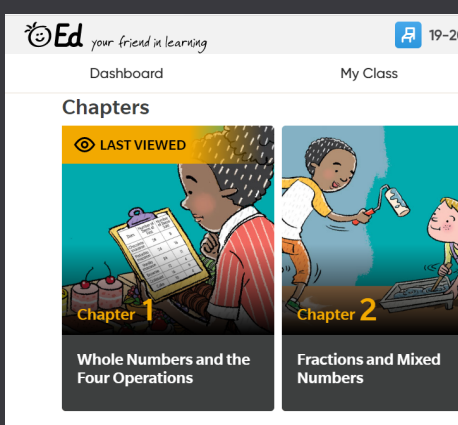 Ed your friend in learning
19-20
Dashboard
My Class
Chapters
LAST VIEWED
Chapter 1
Chapter 2
Whole Numbers and the
Four Operations
Fractions and Mixed
Numbers